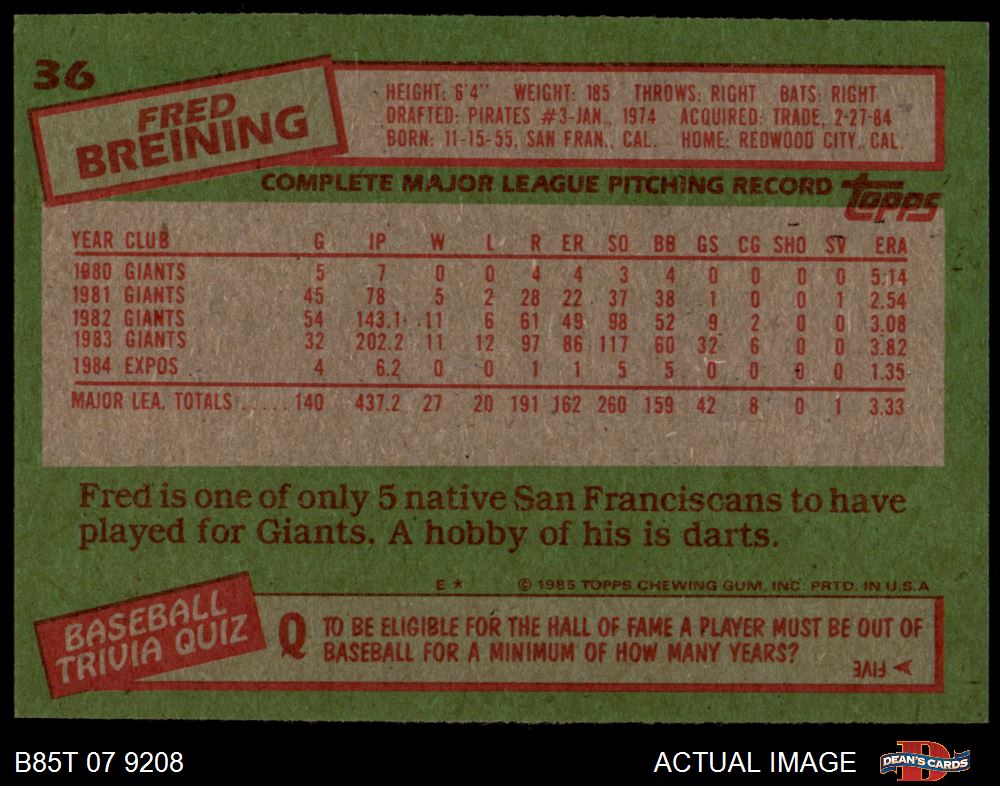 36
FRED
BREINING
HEIGHT: 6'4" WEIGHT: 185 THROWS: RIGHT BATS: RIGHT
DRAFTED: PIRATES #3-JAN., 1974 ACQUIRED: TRADE, 2-27-84
BORN: 11-15-55, SAN FRAN., CAL. HOME: REDWOOD CITY, CAL.
COMPLETE MAJOR LEAGUE PITCHING RECORD topps
YEAR CLUB G IP W L R ER SO BB GS CG SHO SV ERA
1980 GIANTS 5 7 0 0 4 4 3 4 0 0 0 0 5.14
1981 GIANTS 45 78 5 2 28 22 37 38 1 0 0 1 2.54
1982 GIANTS 54 143.1 11 6 61 49 98 52 9 2 0 0 3.08
1983 GIANTS 32 202.2 11 12 97 86 117 60 32 6 0 0 3.82
1984 EXPOS 4 6.2 0 0 1 1 5 5 0 0 0 0 1.35
MAJOR LEA. TOTALS ..... 140 437.2 27 20 191 162 260 159 42 8 0 1 3.33
Fred is one of only 5 native San Franciscans to have
played for Giants. A hobby of his is darts.
E * © 1985 TOPPS CHEWING GUM, INC. PRTD. IN U.S.A
BASEBALL
TRIVIA QUIZ
Q TO BE ELIGIBLE FOR THE HALL OF FAME A PLAYER MUST BE OUT OF
BASEBALL FOR A MINIMUM OF HOW MANY YEARS?
FIVE
B85T 07 9208 ACTUAL IMAGE D DEAN'S CARDS